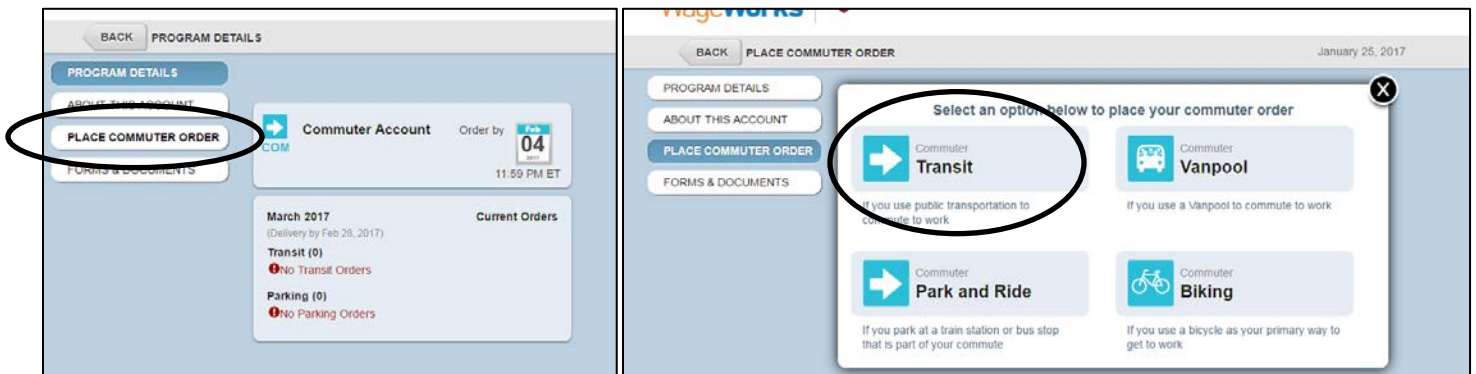 BACK PROGRAM DETAILS
PROGRAM DETAILS
ABOUT THIS ACCOUNT
PLACE COMMUTER ORDER
FORMS & DOCUMENTS
COM
Commuter Account
Order by
Feb
04
2017
11:59 PM ET
March 2017
Current Orders
(Delivery by Feb 28, 2017)
Transit (0)
No Transit Orders
Parking (0)
No Parking Orders
WageWorks
BACK PLACE COMMUTER ORDER
January 25, 2017
PROGRAM DETAILS
ABOUT THIS ACCOUNT
PLACE COMMUTER ORDER
FORMS & DOCUMENTS
X
Select an option below to place your commuter order
Commuter
Transit
If you use public transportation to
commute to work
Commuter
Vanpool
If you use a Vanpool to commute to work
Commuter
Park and Ride
If you park at a train station or bus stop
that is part of your commute
Commuter
Biking
If you use a bicycle as your primary way to
get to work